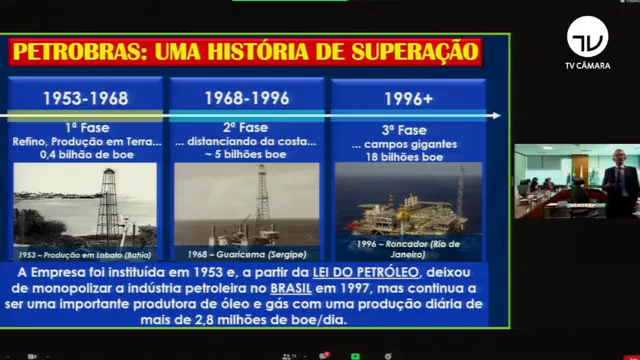 TV CÂMARA
PETROBRAS: UMA HISTÓRIA DE SUPERAÇÃO
1953-1968
1ª Fase
Refino, Produção em Terra...
0,4 bilhão de boe
1953 – Produção em Lobato (Bahia)
1968-1996
2ª Fase
... distanciando da costa...
~ 5 bilhões boe
1968 – Guaricema (Sergipe)
1996+
3ª Fase
... campos gigantes
18 bilhões boe
1996 – Roncador (Rio de
Janeiro)
A Empresa foi instituída em 1953 e, a partir da LEI DO PETRÓLEO, deixou
de monopolizar a indústria petroleira no BRASIL em 1997, mas continua a
ser uma importante produtora de óleo e gás com uma produção diária de
mais de 2,8 milhões de boe/dia.